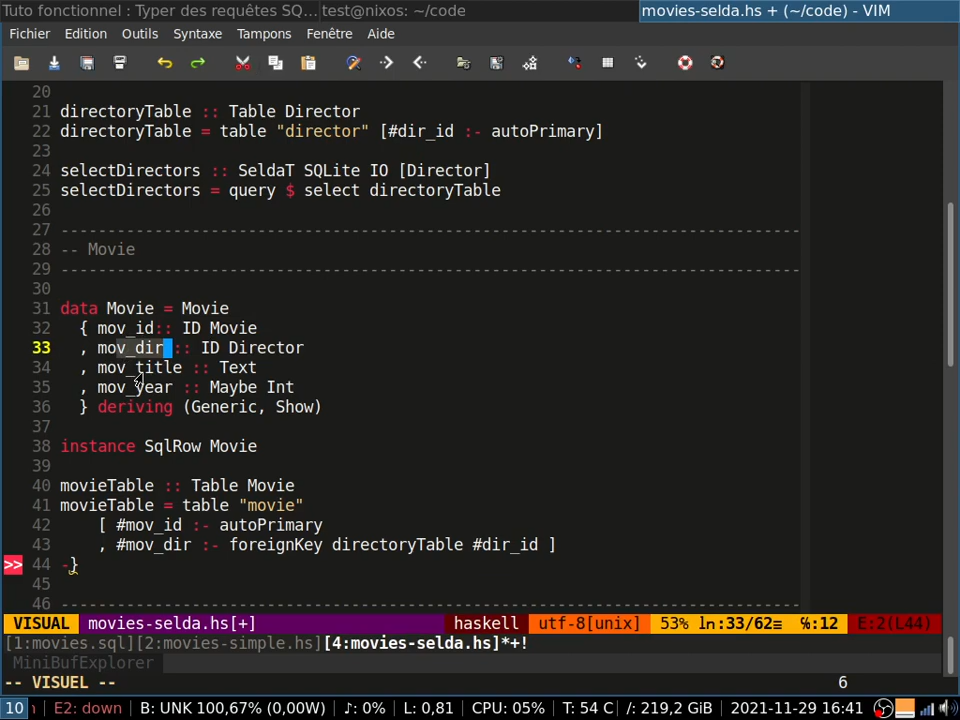 Tuto fonctionnel : Typer des requêtes SQ... test@nixos: ~/code movies-selda.hs + (~/code) - VIM
Fichier Edition Outils Syntaxe Tampons Fenêtre Aide
20
21 directoryTable :: Table Director
22 directoryTable = table "director" [#dir_id :- autoPrimary]
23
24 selectDirectors :: SeldaT SQLite IO [Director]
25 selectDirectors = query $ select directoryTable
26
27 -------------------------------------------------------------------------------
28 -- Movie
29 -------------------------------------------------------------------------------
30
31 data Movie = Movie
32   { mov_id:: ID Movie
33   , mov_dir :: ID Director
34   , mov_title :: Text
35   , mov_year :: Maybe Int
36   } deriving (Generic, Show)
37
38 instance SqlRow Movie
39
40 movieTable :: Table Movie
41 movieTable = table "movie"
42     [ #mov_id :- autoPrimary
43     , #mov_dir :- foreignKey directoryTable #dir_id ]
>> 44 -}
45
46 -------------------------------------------------------------------------------
VISUAL movies-selda.hs[+] haskell utf-8[unix] 53% ln:33/62≡ ℅:12 E:2(L44)
[1:movies.sql][2:movies-simple.hs][4:movies-selda.hs]*+!
MiniBufExplorer
-- VISUEL -- 6
10 E2: down | B: UNK 100,67% (0,00W) | ♪: 0% | L: 0,81 | CPU: 05% | T: 54 C | /: 219,2 GiB | 2021-11-29 16:41